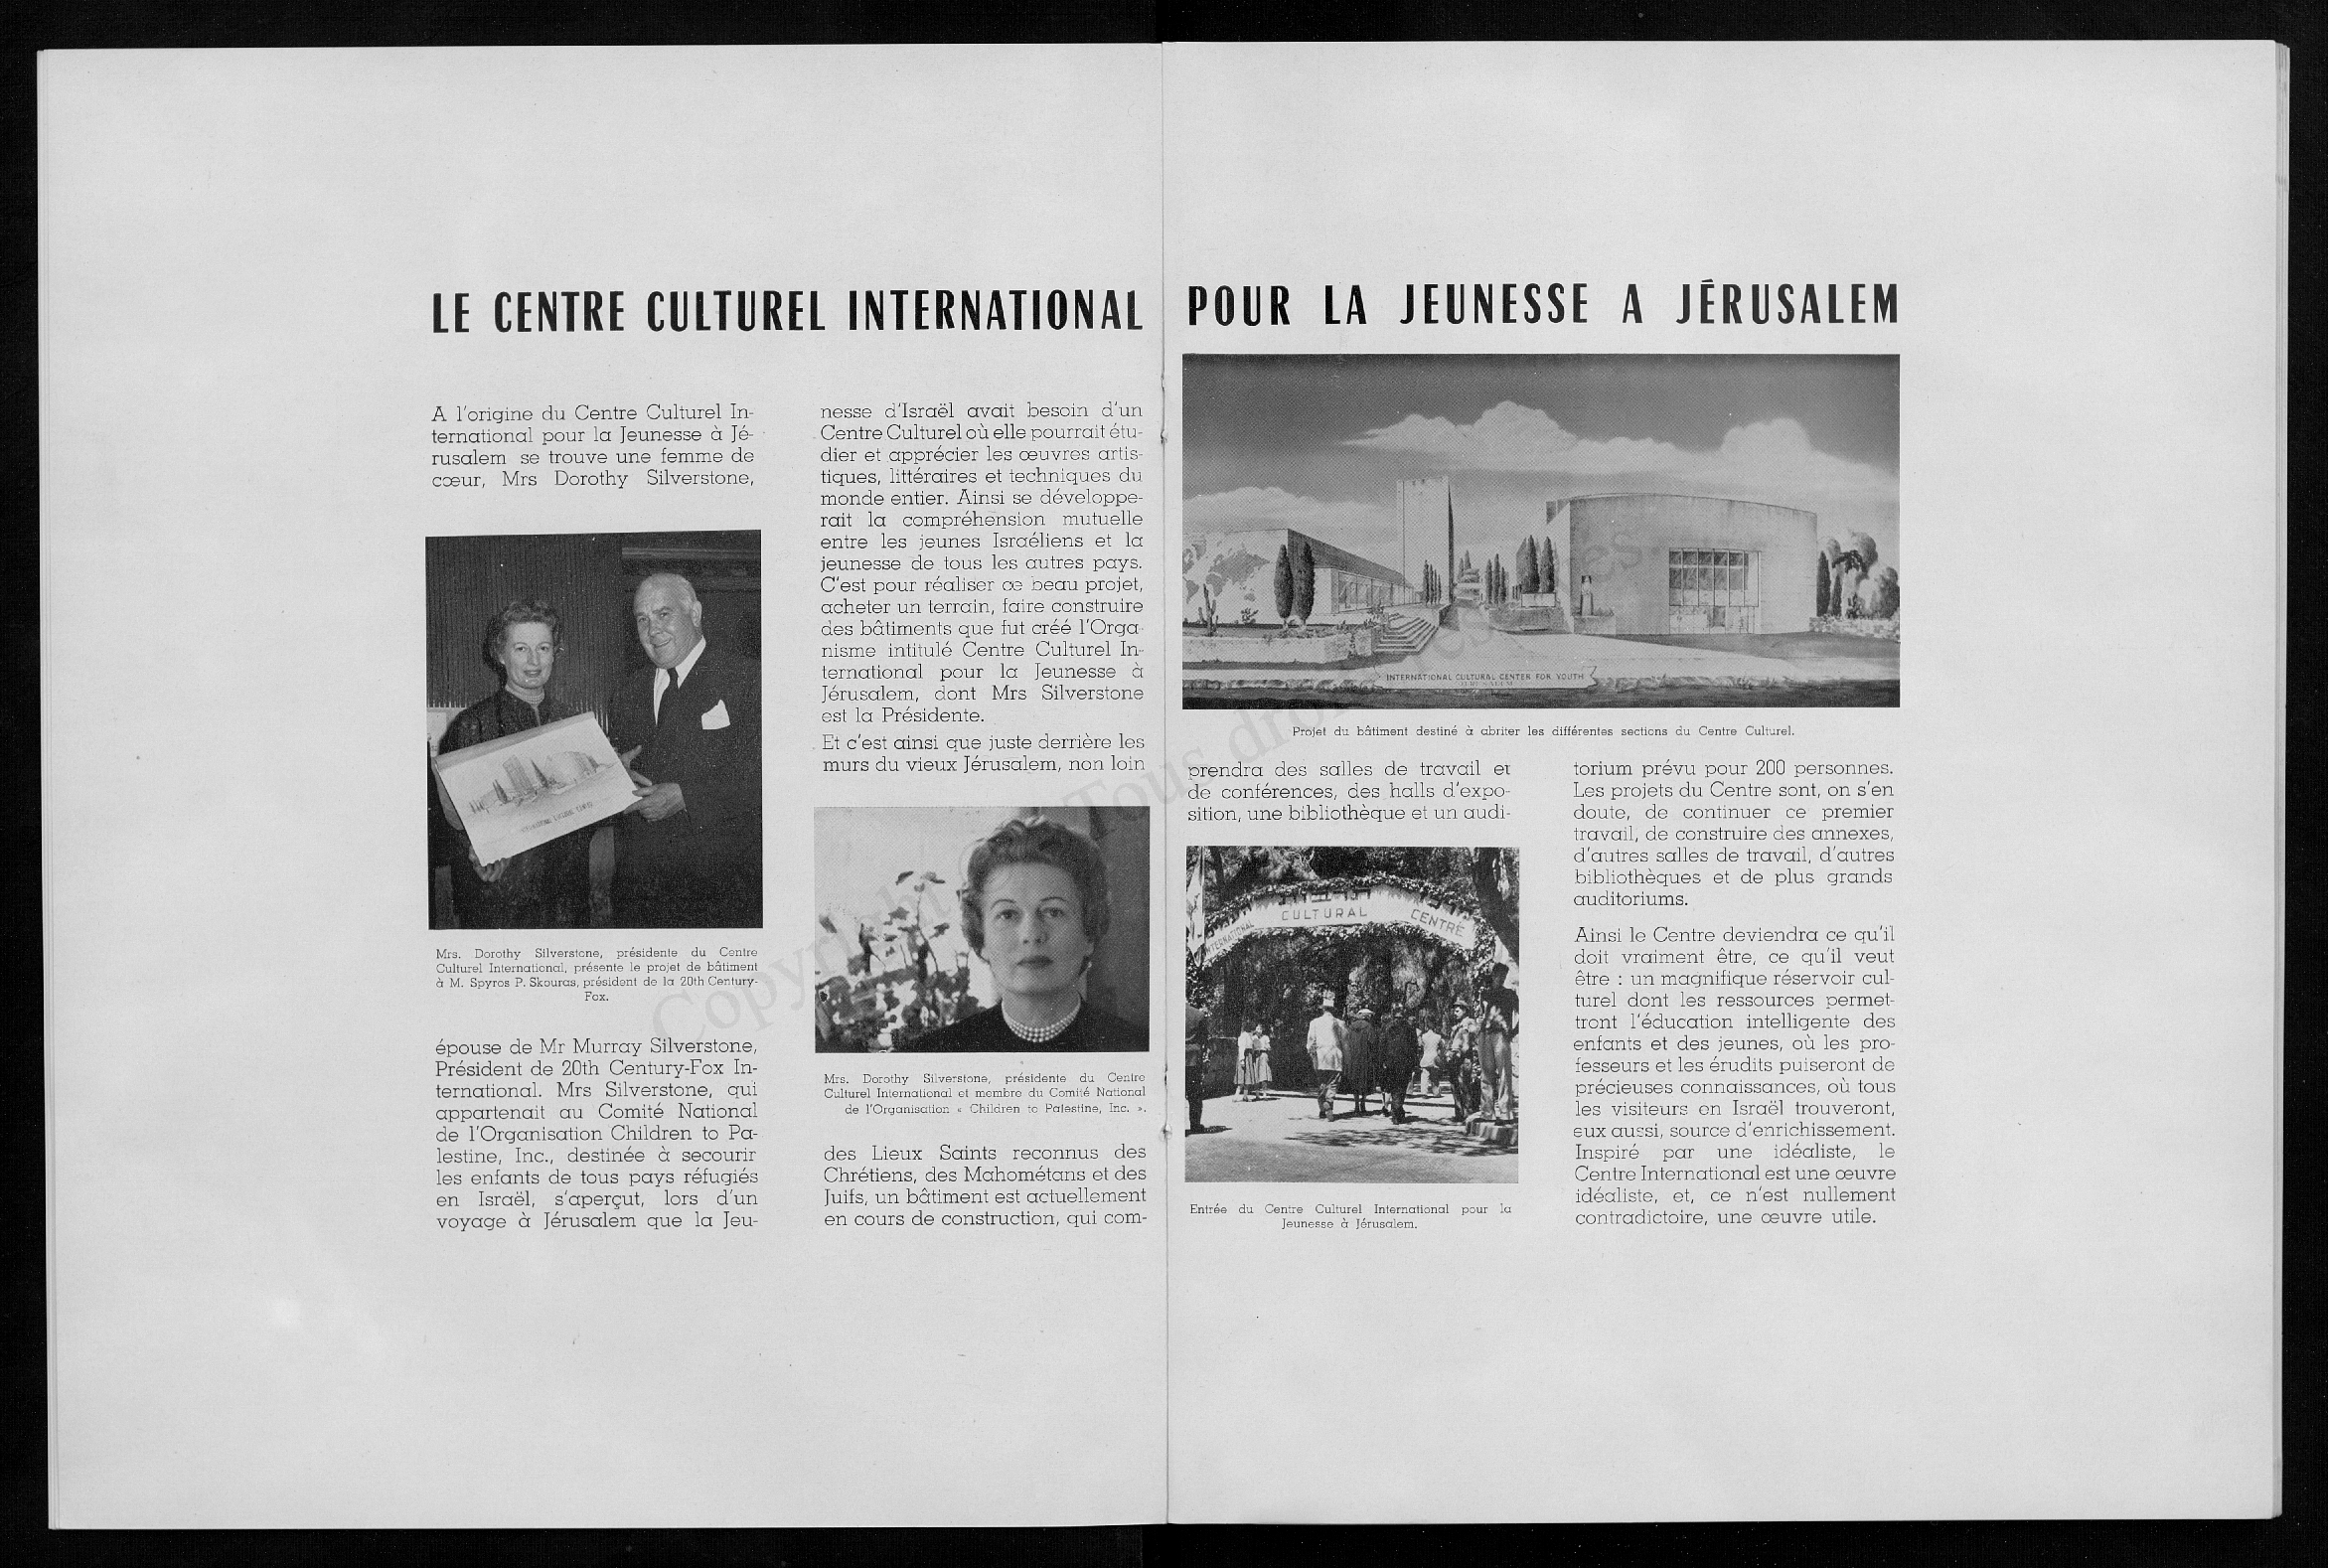 LE CENTRE CULTUREL INTERNATIONAL POUR LA JEUNESSE A JÉRUSALEM
A l'origine du Centre Culturel In-
ternational pour la Jeunesse à Jé-
rusalem se trouve une femme de
cœur, Mrs Dorothy Silverstone,
Mrs. Dorothy Silverstone, présidente du Centre
Culturel International, présente le projet de bâtiment
à M. Spyros P. Skouras, président de la 20th Century-
Fox.
épouse de Mr Murray Silverstone,
Président de 20th Century-Fox In-
ternational. Mrs Silverstone, qui
appartenait au Comité National
de l'Organisation Children to Pa-
lestine, Inc., destinée à secourir
les enfants de tous pays réfugiés
en Israël, s'aperçut, lors d'un
voyage à Jérusalem que la Jeu-
nesse d'Israël avait besoin d'un
Centre Culturel où elle pourrait étu-
dier et apprécier les œuvres artis-
tiques, littéraires et techniques du
monde entier. Ainsi se développe-
rait la compréhension mutuelle
entre les jeunes Israéliens et la
jeunesse de tous les autres pays.
C'est pour réaliser ce beau projet,
acheter un terrain, faire construire
des bâtiments que fut créé l'Orga-
nisme intitulé Centre Culturel In-
ternational pour la Jeunesse à
Jérusalem, dont Mrs Silverstone
est la Présidente.
Et c'est ainsi que juste derrière les
murs du vieux Jérusalem, non loin
Mrs. Dorothy Silverstone, présidente du Centre
Culturel International et membre du Comité National
de l'Organisation « Children to Palestine, Inc. ».
des Lieux Saints reconnus des
Chrétiens, des Mahométans et des
Juifs, un bâtiment est actuellement
en cours de construction, qui com-
INTERNATIONAL CULTURAL CENTER FOR YOUTH
JERUSALEM
Projet du bâtiment destiné à abriter les différentes sections du Centre Culturel.
prendra des salles de travail et
de conférences, des halls d'expo-
sition, une bibliothèque et un audi-
INTERNATIONAL CULTURAL CENTRE
Entrée du Centre Culturel International pour la
Jeunesse à Jérusalem.
torium prévu pour 200 personnes.
Les projets du Centre sont, on s'en
doute, de continuer ce premier
travail, de construire des annexes,
d'autres salles de travail, d'autres
bibliothèques et de plus grands
auditoriums.
Ainsi le Centre deviendra ce qu'il
doit vraiment être, ce qu'il veut
être : un magnifique réservoir cul-
turel dont les ressources permet-
tront l'éducation intelligente des
enfants et des jeunes, où les pro-
fesseurs et les érudits puiseront de
précieuses connaissances, où tous
les visiteurs en Israël trouveront,
eux aussi, source d'enrichissement.
Inspiré par une idéaliste, le
Centre International est une œuvre
idéaliste, et, ce n'est nullement
contradictoire, une œuvre utile.